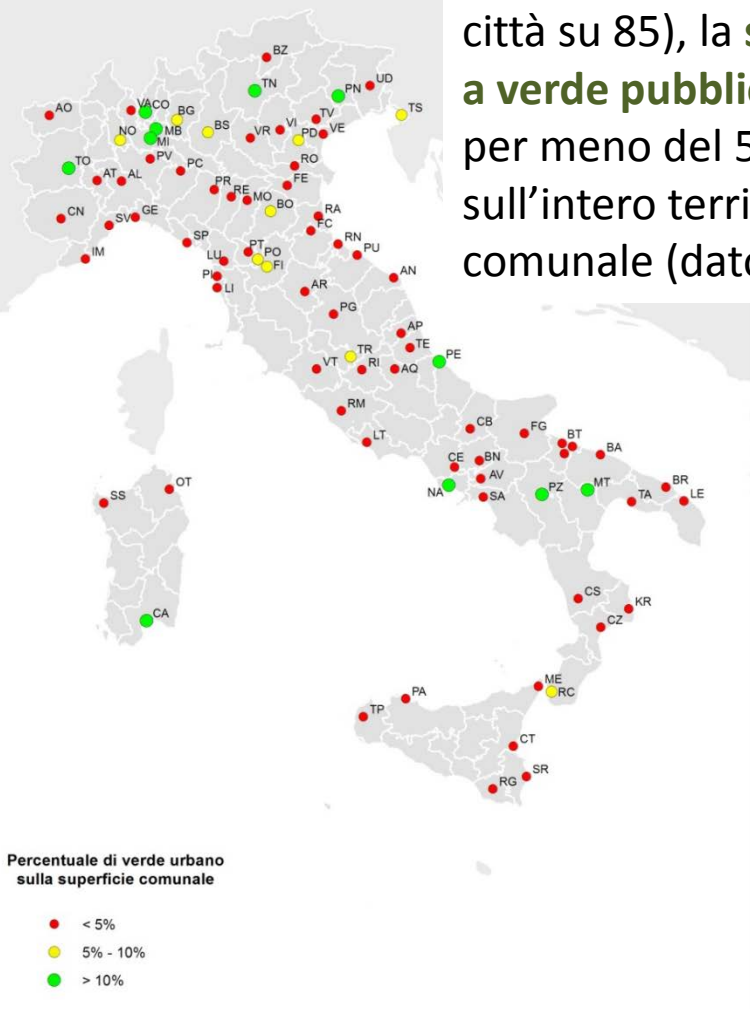 città su 85), la s
a verde pubblic
per meno del 5
sull'intero terri
comunale (dato
BZ
TN
PN
UD
AO
VA
CO
BG
TS
NO
MB
BS
VR
VI
TV
PD
VE
MI
TO
PV
PC
RO
AT
AL
PR
FE
RE
MO
CN
SV
GE
BO
RA
FC
SP
RN
IM
LU
PT
PO
PU
PI
FI
LI
AN
AR
PG
AP
TE
TR
PE
VT
RI
AQ
RM
CB
FG
LT
BT
BA
CE
BN
AV
NA
SA
PZ
MT
BR
TA
LE
OT
SS
CA
CS
KR
CZ
ME
RC
PA
TP
CT
SR
RG
Percentuale di verde urbano
sulla superficie comunale
< 5%
5% - 10%
> 10%